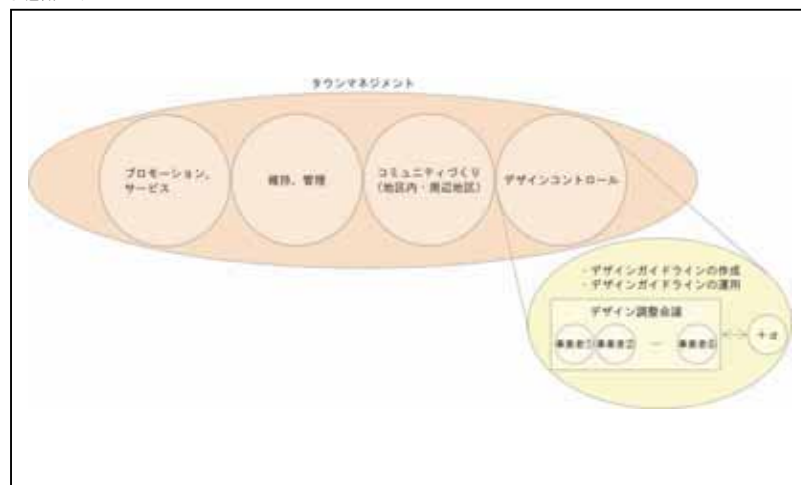 タウンマネジメント
プロモーション、
サービス
維持、管理
コミュニティづくり
(地区内・周辺地区)
デザインコントロール
・デザインガイドラインの作成
・デザインガイドラインの運用
デザイン調整会議
事業者① 事業者② … 事業者⑥
+α